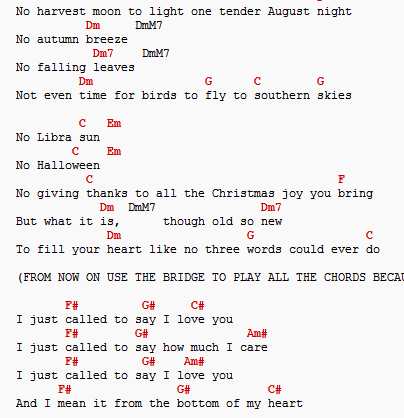 No harvest moon to light one tender August night
Dm DmM7
No autumn breeze
Dm7 DmM7
No falling leaves
Dm G C G
Not even time for birds to fly to southern skies
C Em
No Libra sun
C Em
No Halloween
C F
No giving thanks to all the Christmas joy you bring
Dm DmM7 Dm7
But what it is, though old so new
Dm G C
To fill your heart like no three words could ever do
(FROM NOW ON USE THE BRIDGE TO PLAY ALL THE CHORDS
F# G# C#
I just called to say I love you
F# G# Am#
I just called to say how much I care
F# G# Am#
I just called to say I love you
F# G# C#
And I mean it from the bottom of my heart